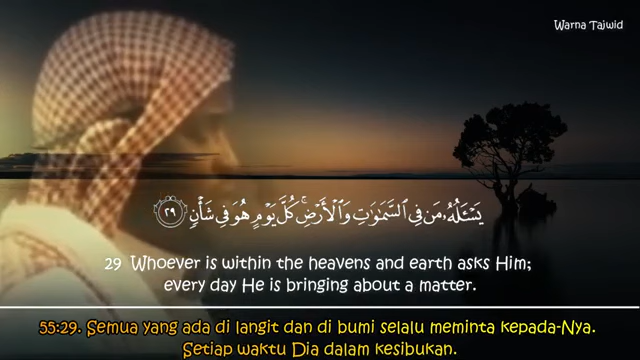 Warna Tajwid
يَسْـَٔلُهُۥ مَن فِى ٱلسَّمَـٰوَٰتِ وَٱلْأَرْضِ ۚ كُلَّ يَوْمٍ هُوَ فِى شَأْنٍ ۝٢٩
29 Whoever is within the heavens and earth asks Him;
every day He is bringing about a matter.
55:29. Semua yang ada di langit dan di bumi selalu meminta kepada-Nya.
Setiap waktu Dia dalam kesibukan.